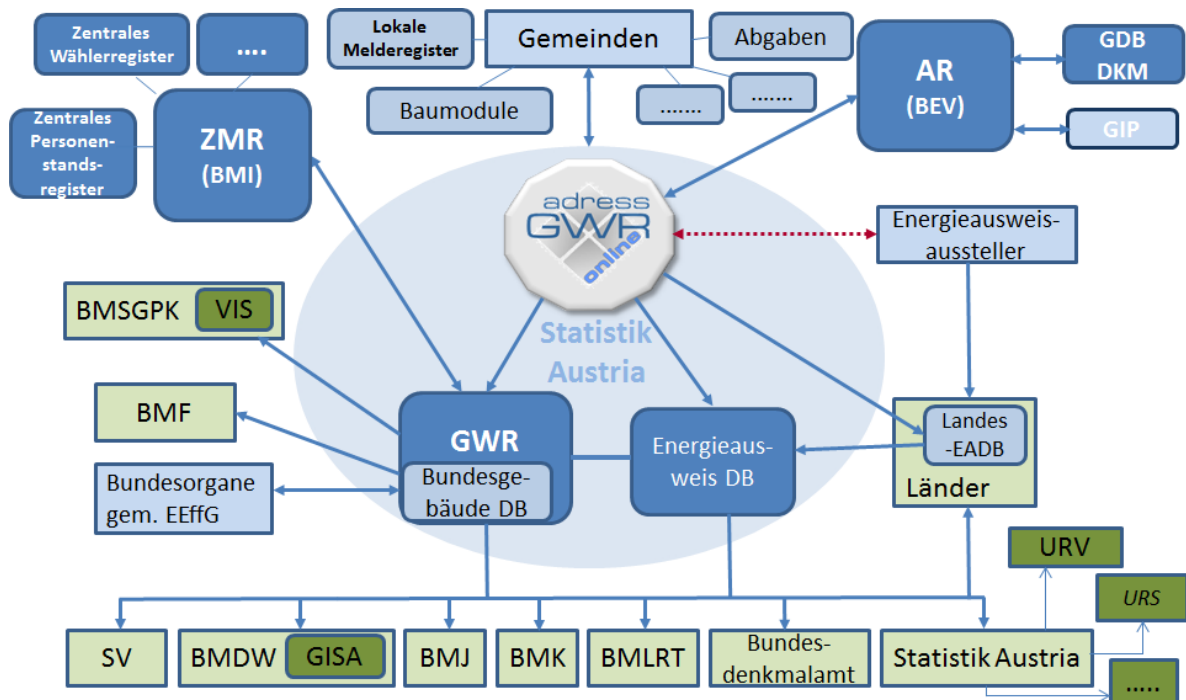 Zentrales
Wählerregister
....
Lokale
Melderegister
Gemeinden
Abgaben
Baumodule
.......
.......
AR
(BEV)
GDB
DKM
GIP
Zentrales
Personen-
stands-
register
ZMR
(BMI)
adress
GWR
online
Energieausweis-
aussteller
BMSGPK
VIS
Statistik
Austria
BMF
GWR
Bundesge-
bäude DB
Energieaus-
weis DB
Landes
-EADB
Länder
Bundesorgane
gem. EEffG
URV
URS
SV
BMDW
GISA
BMJ
BMK
BMLRT
Bundes-
denkmalamt
Statistik Austria
.....